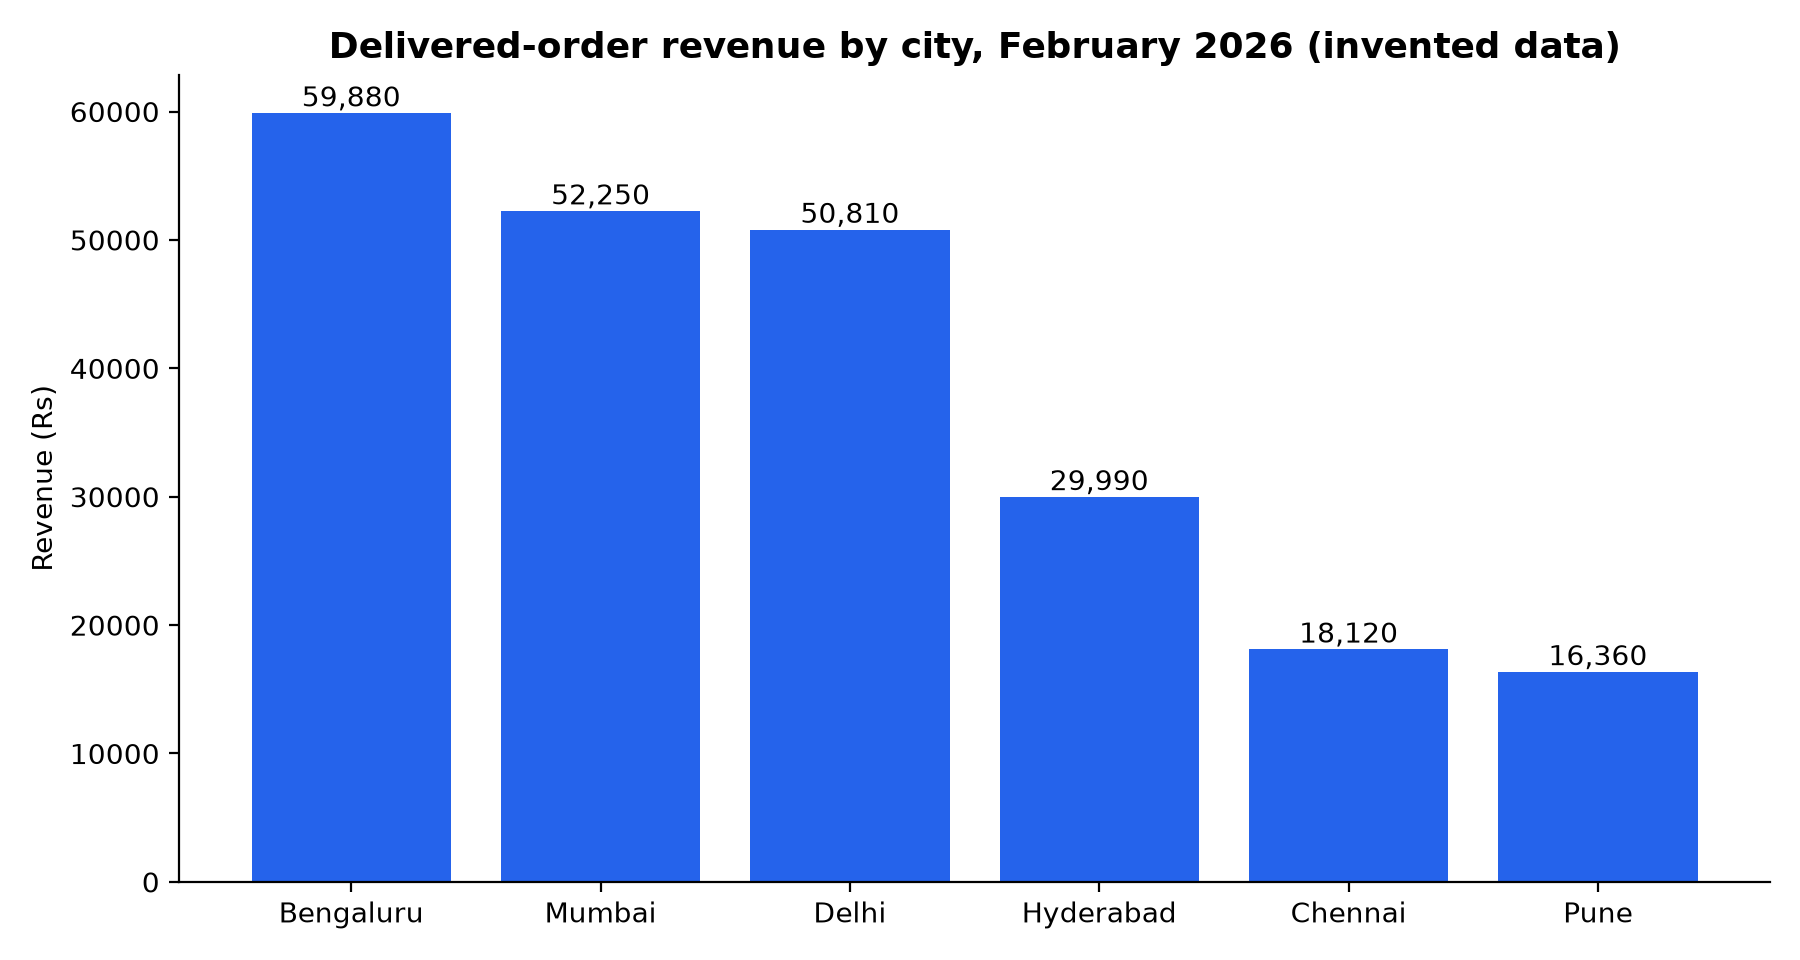 Delivered-order revenue by city, February 2026 (invented data)
Revenue (Rs)
60000
50000
40000
30000
20000
10000
0
59,880
52,250
50,810
29,990
18,120
16,360
Bengaluru
Mumbai
Delhi
Hyderabad
Chennai
Pune